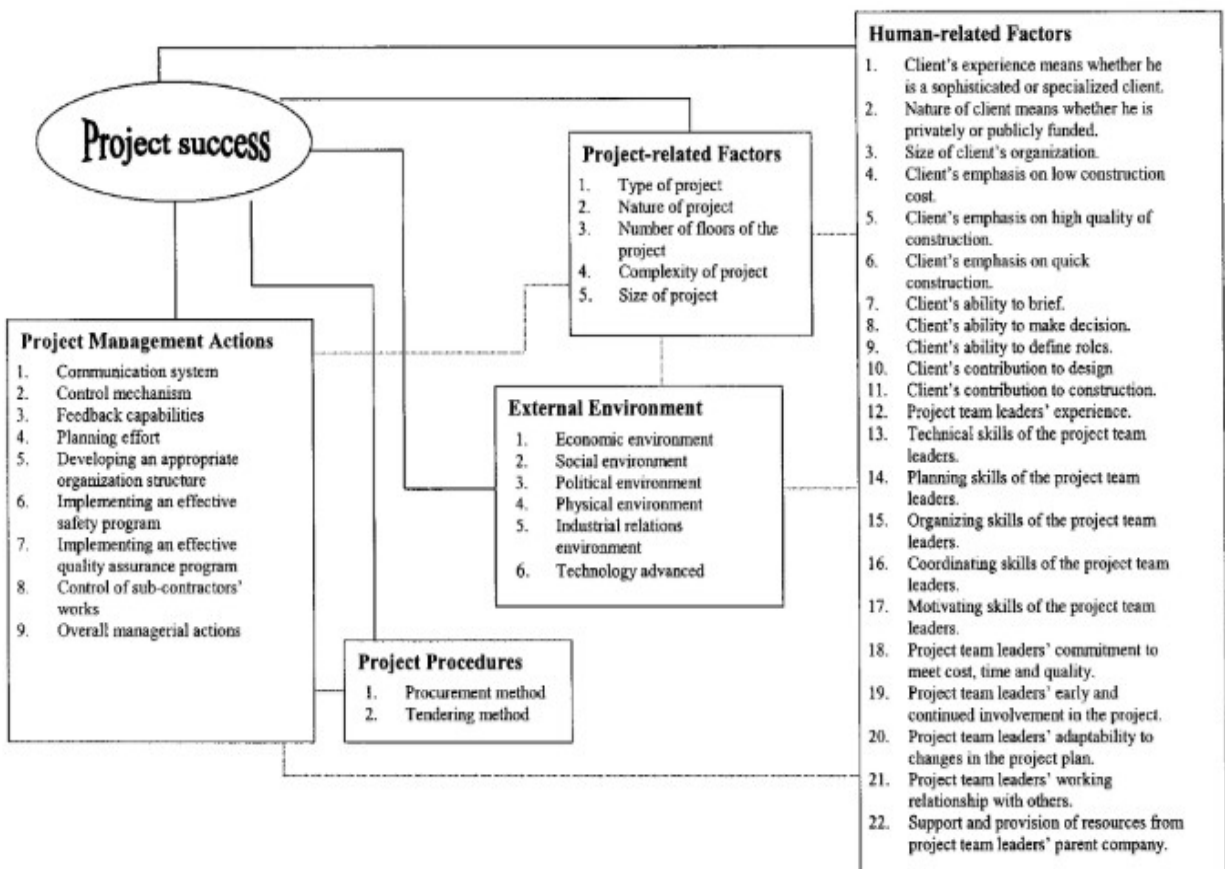 Project success
Human-related Factors
1. Client's experience means whether he
is a sophisticated or specialized client.
2. Nature of client means whether he is
privately or publicly funded.
3. Size of client's organization.
4. Client's emphasis on low construction
cost.
5. Client's emphasis on high quality of
construction.
6. Client's emphasis on quick
construction.
7. Client's ability to brief.
8. Client's ability to make decision.
9. Client's ability to define roles.
10. Client's contribution to design
11. Client's contribution to construction.
12. Project team leaders' experience.
13. Technical skills of the project team
leaders.
14. Planning skills of the project team
leaders.
15. Organizing skills of the project team
leaders.
16. Coordinating skills of the project team
leaders.
17. Motivating skills of the project team
leaders.
18. Project team leaders' commitment to
meet cost, time and quality.
19. Project team leaders' early and
continued involvement in the project.
20. Project team leaders' adaptability to
changes in the project plan.
21. Project team leaders' working
relationship with others.
22. Support and provision of resources from
project team leaders' parent company.
Project-related Factors
1. Type of project
2. Nature of project
3. Number of floors of the
project
4. Complexity of project
5. Size of project
Project Management Actions
1. Communication system
2. Control mechanism
3. Feedback capabilities
4. Planning effort
5. Developing an appropriate
organization structure
6. Implementing an effective
safety program
7. Implementing an effective
quality assurance program
8. Control of sub-contractors'
works
9. Overall managerial actions
External Environment
1. Economic environment
2. Social environment
3. Political environment
4. Physical environment
5. Industrial relations
environment
6. Technology advanced
Project Procedures
1. Procurement method
2. Tendering method